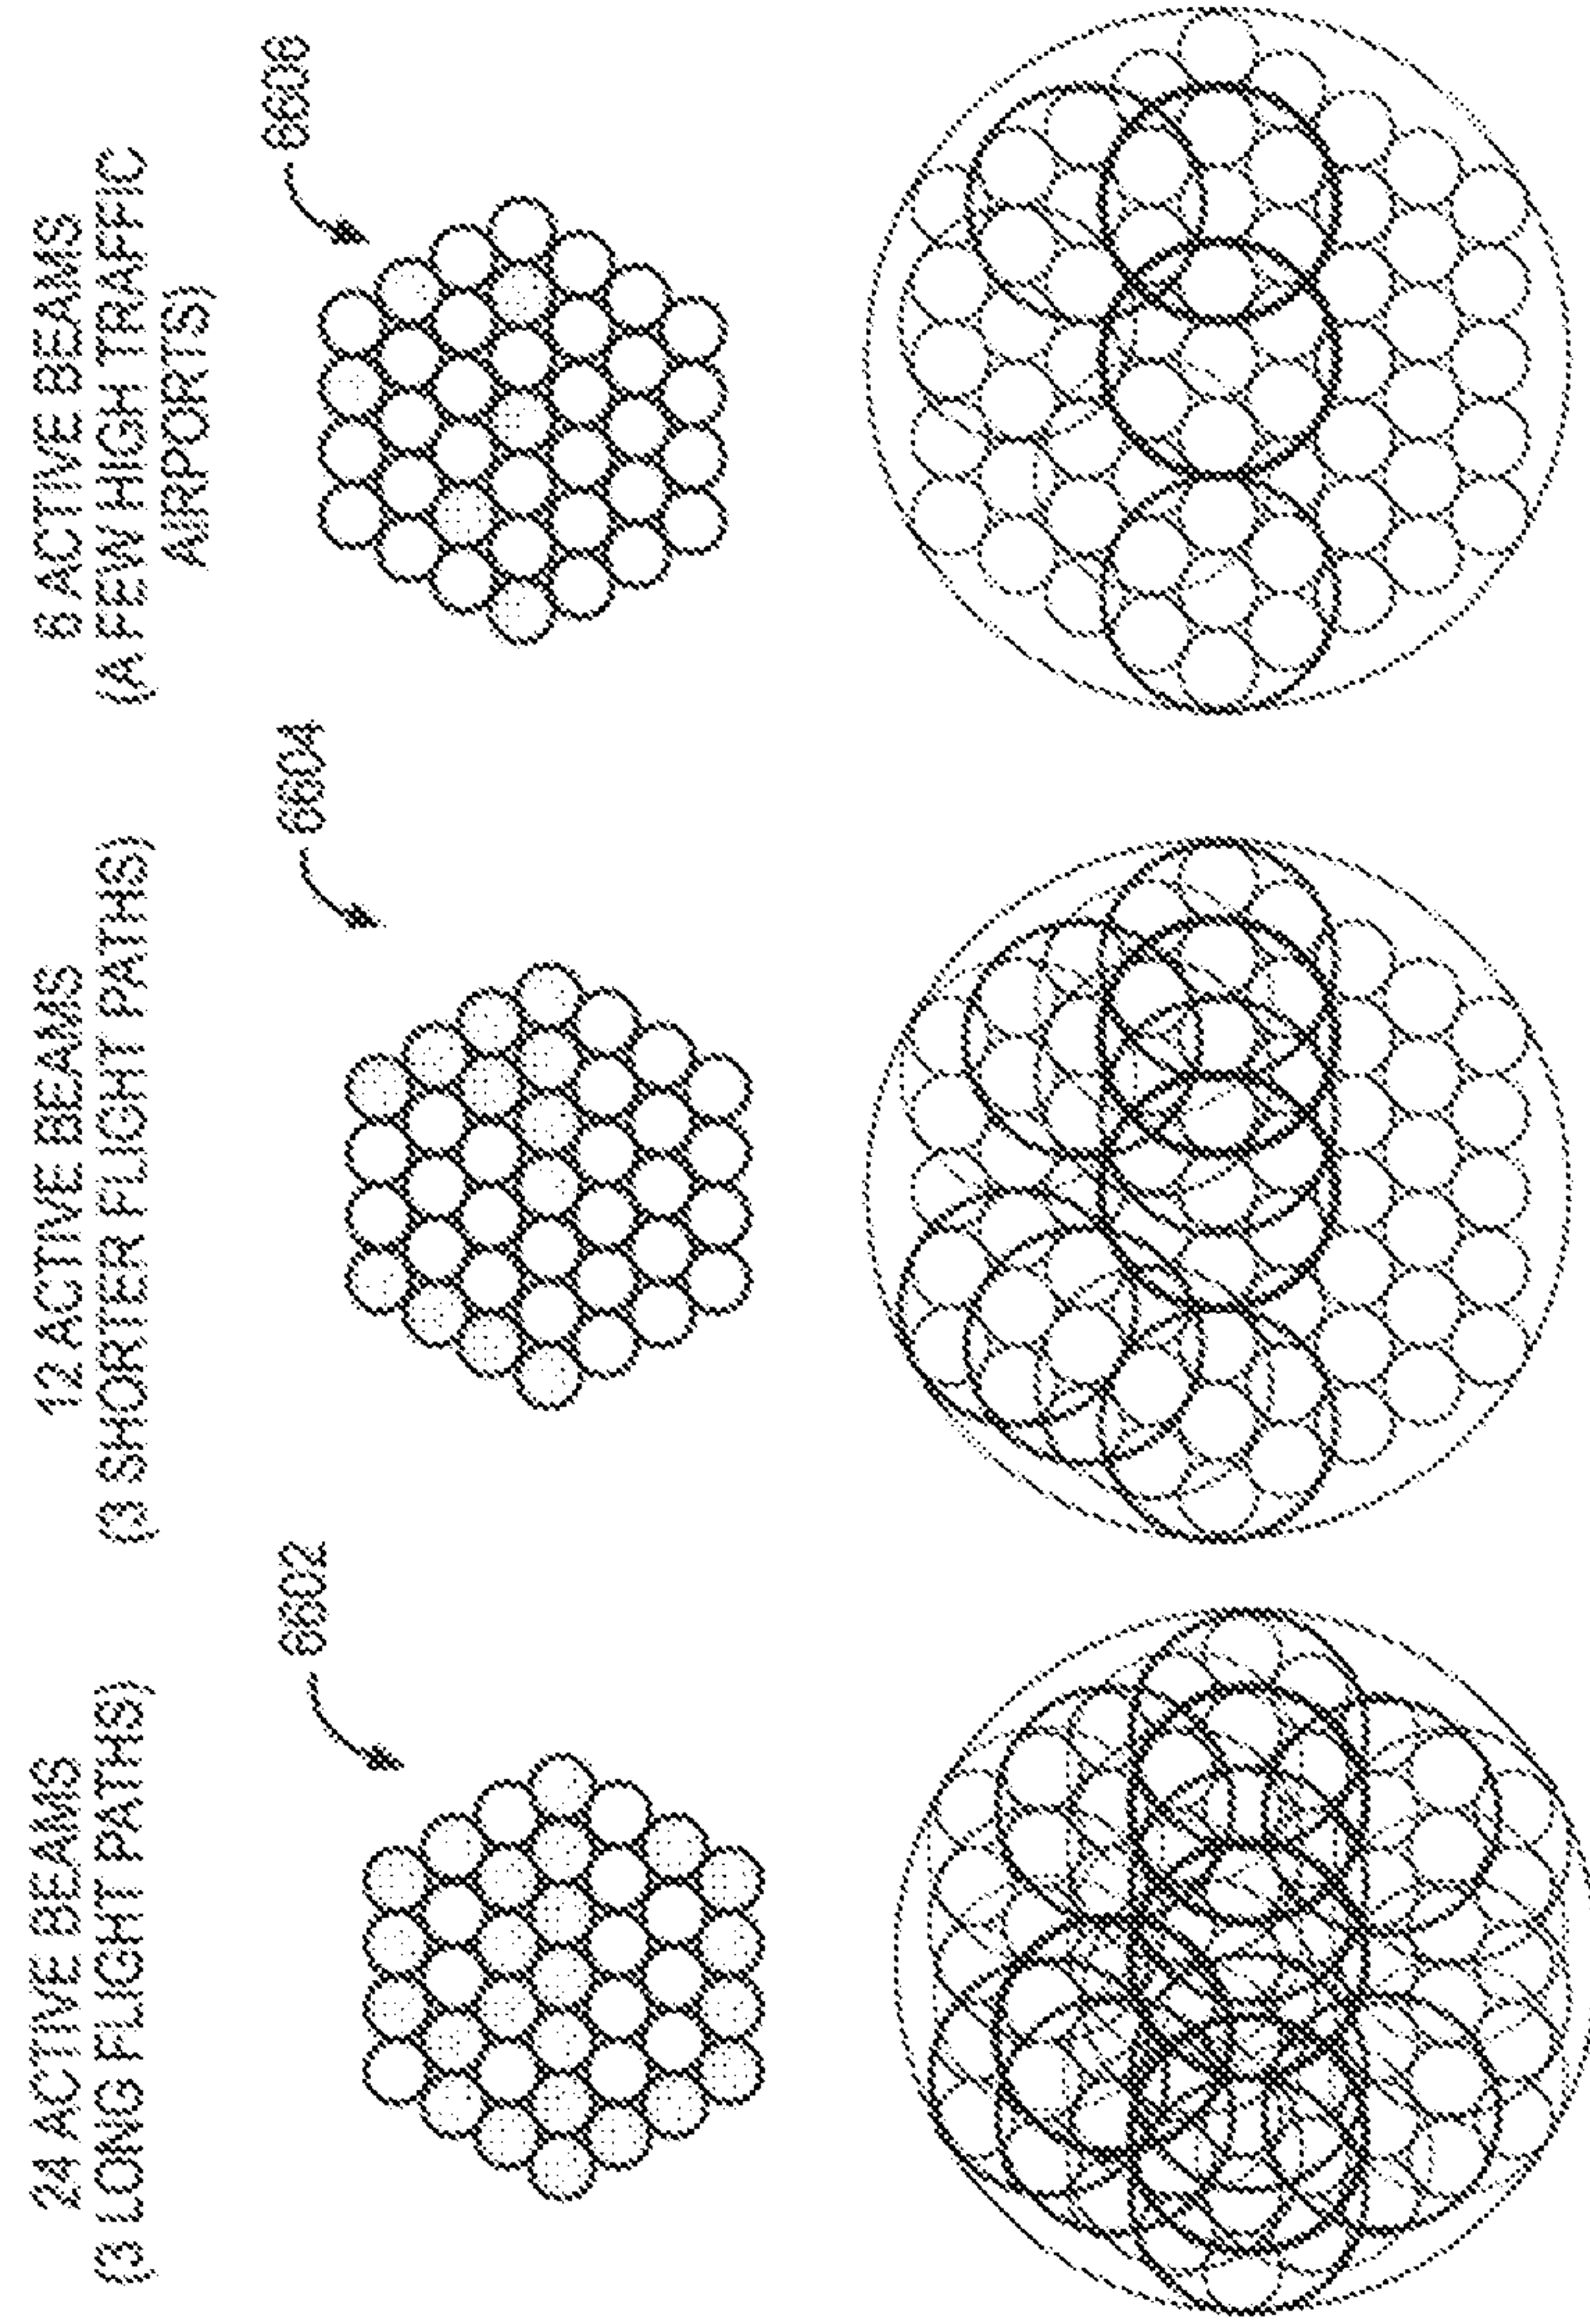 24 ACTIVE BEAMS
(3 LONG FLIGHT PATHS)
12 ACTIVE BEAMS
(3 SHORTER FLIGHT PATHS)
6 ACTIVE BEAMS
(A FEW HIGH TRAFFIC
AIRPORTS)
6602
6604
6606